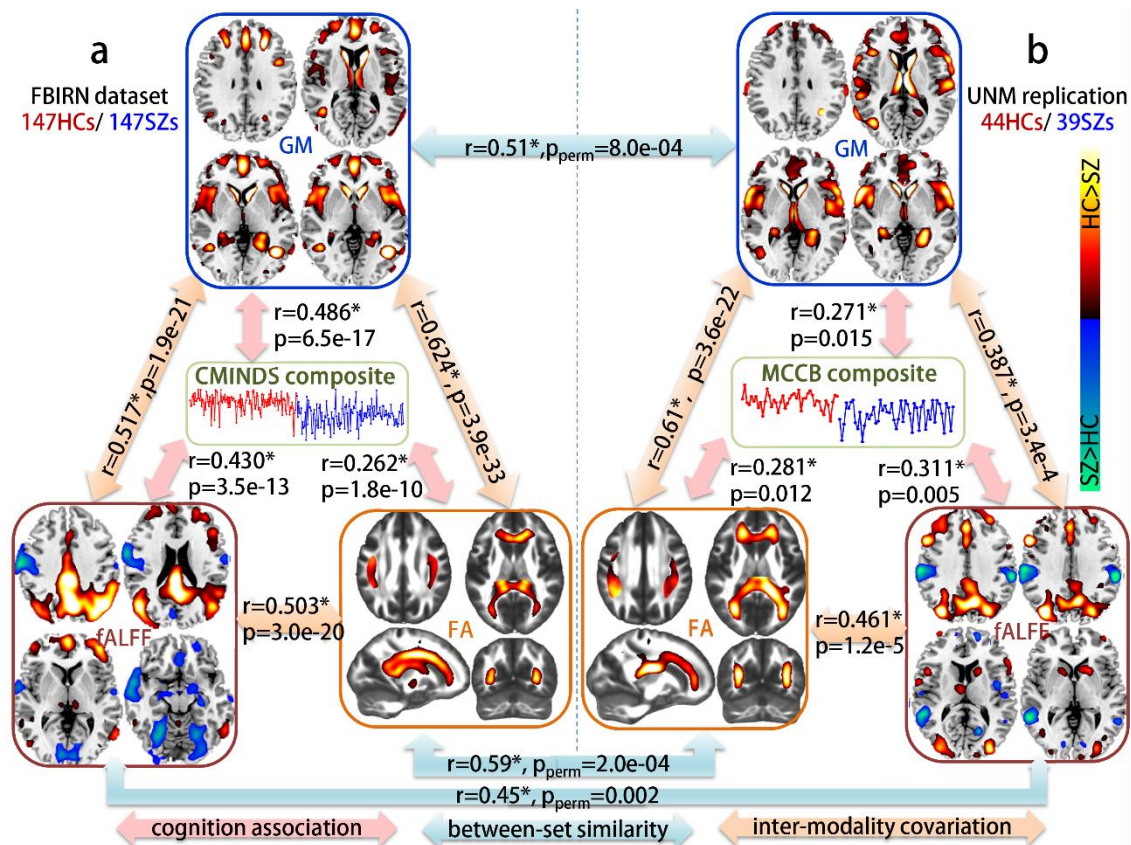 a
FBIRN dataset
147HCs/ 147SZs
GM
r=0.51*,pperm=8.0e-04
GM
b
UNM replication
44HCs/ 39SZs
HC>SZ
SZ>HC
r=0.517*,p=1.9e-21
r=0.486*
p=6.5e-17
r=0.624*, p=3.9e-33
CMINDS composite
r=0.430*
p=3.5e-13
r=0.262*
p=1.8e-10
r=0.61*, p=3.6e-22
r=0.271*
p=0.015
r=0.387*, p=3.4e-4
MCCB composite
r=0.281*
p=0.012
r=0.311*
p=0.005
fALFF
r=0.503*
p=3.0e-20
FA
FA
r=0.461*
p=1.2e-5
fALFF
r=0.59*, pperm=2.0e-04
r=0.45*, pperm=0.002
cognition association
between-set similarity
inter-modality covariation